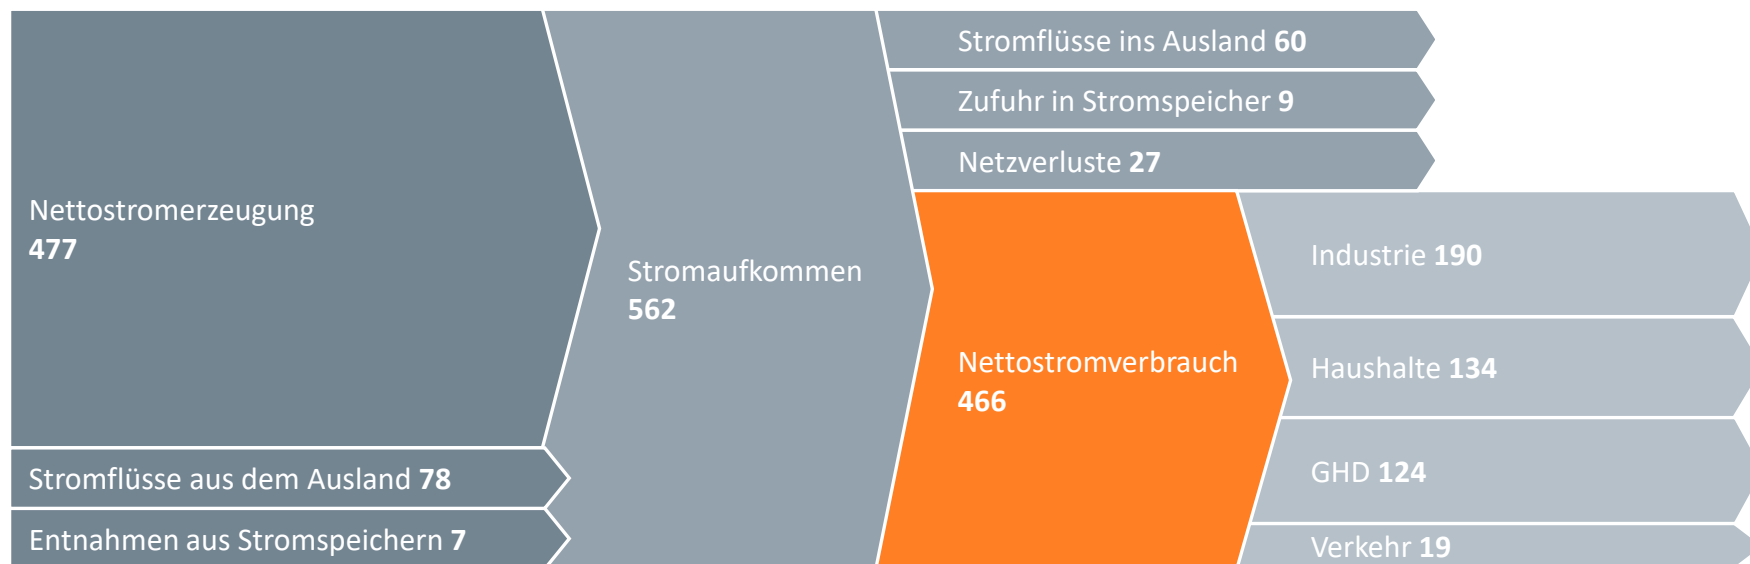 Nettostromerzeugung
477
Stromflüsse aus dem Ausland 78
Entnahmen aus Stromspeichern 7
Stromaufkommen
562
Stromflüsse ins Ausland 60
Zufuhr in Stromspeicher 9
Netzverluste 27
Nettostromverbrauch
466
Industrie 190
Haushalte 134
GHD 124
Verkehr 19